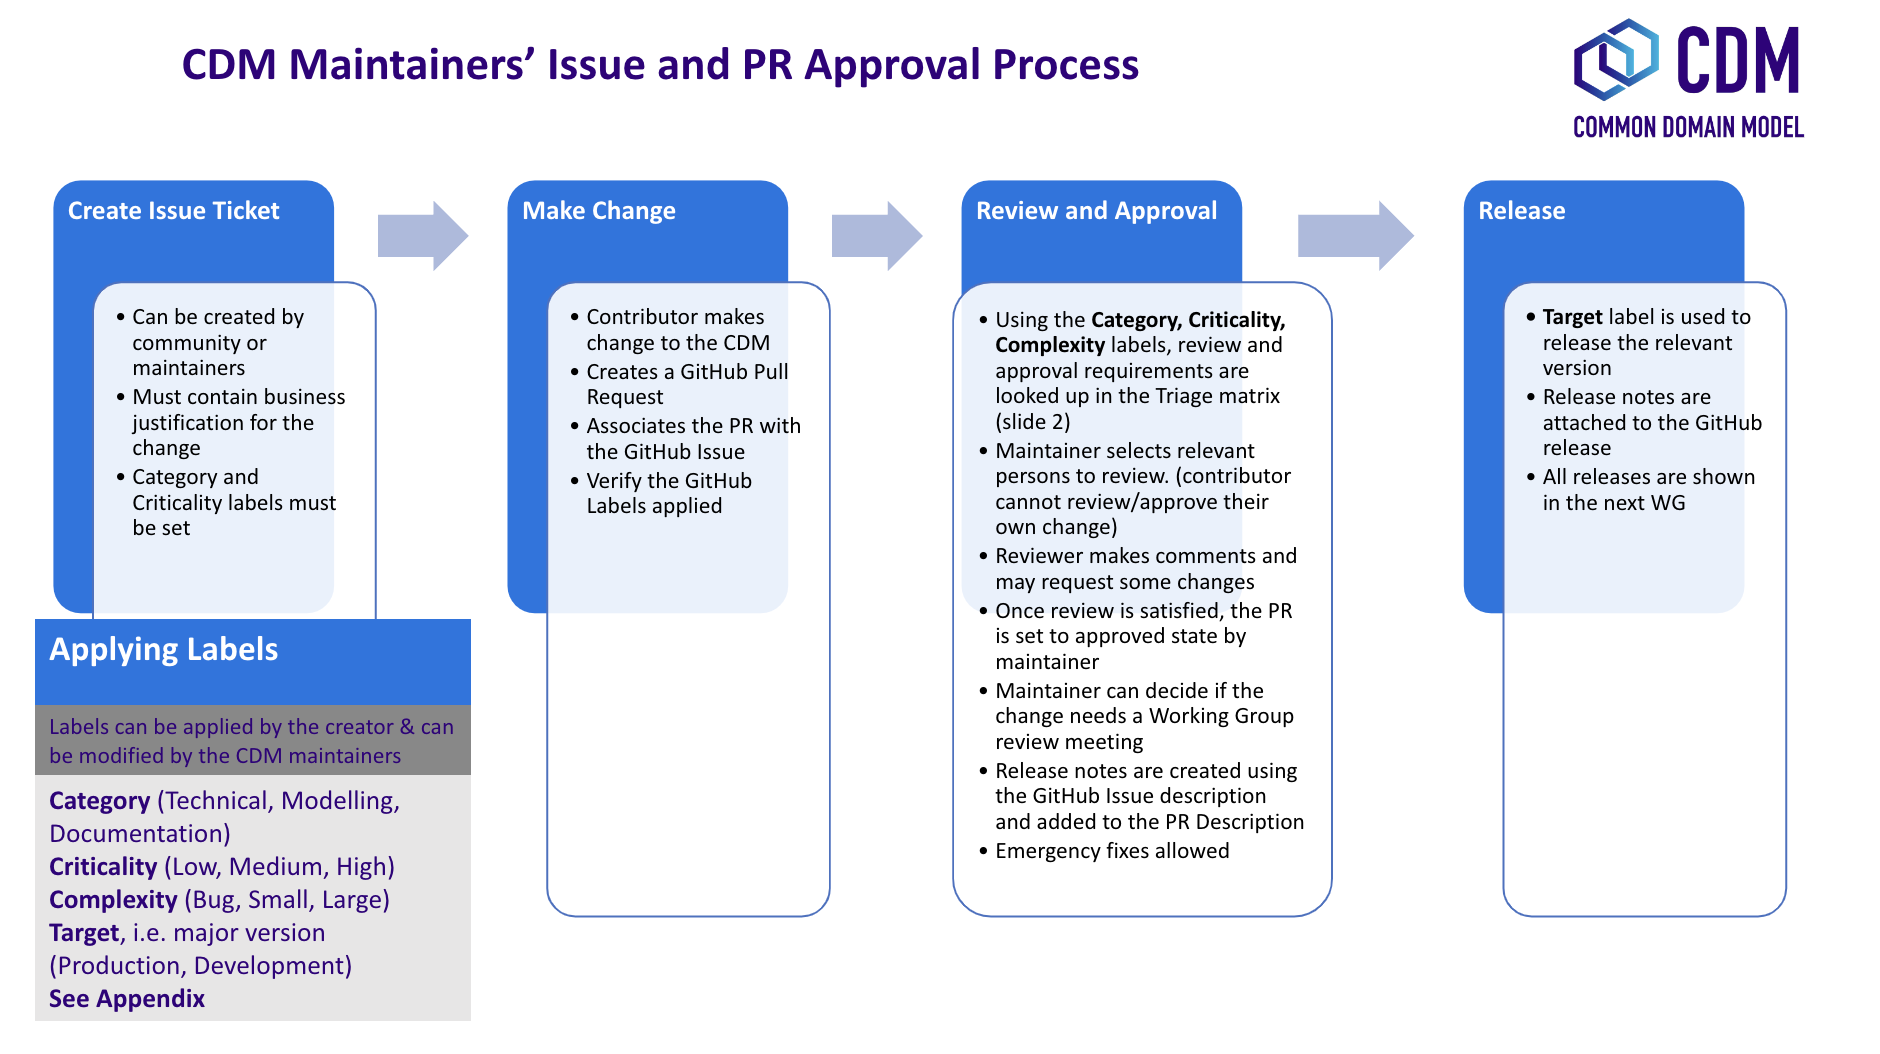 CDM Maintainers’ Issue and PR Approval Process
CDM
COMMON DOMAIN MODEL
Create Issue Ticket
• Can be created by
community or
maintainers
• Must contain business
justification for the
change
• Category and
Criticality labels must
be set
Applying Labels
Labels can be applied by the creator & can
be modified by the CDM maintainers
Category (Technical, Modelling,
Documentation)
Criticality (Low, Medium, High)
Complexity (Bug, Small, Large)
Target, i.e. major version
(Production, Development)
See Appendix
Make Change
• Contributor makes
change to the CDM
• Creates a GitHub Pull
Request
• Associates the PR with
the GitHub Issue
• Verify the GitHub
Labels applied
Review and Approval
• Using the Category, Criticality,
Complexity labels, review and
approval requirements are
looked up in the Triage matrix
(slide 2)
• Maintainer selects relevant
persons to review. (contributor
cannot review/approve their
own change)
• Reviewer makes comments and
may request some changes
• Once review is satisfied, the PR
is set to approved state by
maintainer
• Maintainer can decide if the
change needs a Working Group
review meeting
• Release notes are created using
the GitHub Issue description
and added to the PR Description
• Emergency fixes allowed
Release
• Target label is used to
release the relevant
version
• Release notes are
attached to the GitHub
release
• All releases are shown
in the next WG